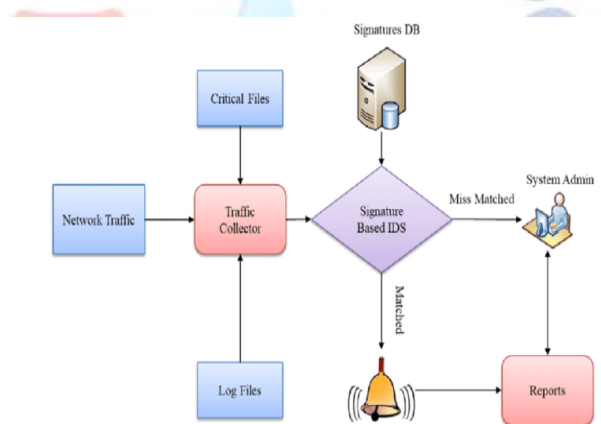 Signatures DB
Critical Files
System Admin
Miss Matched
Network Traffic
Traffic
Collector
Signature
Based IDS
Matched
Log Files
Reports